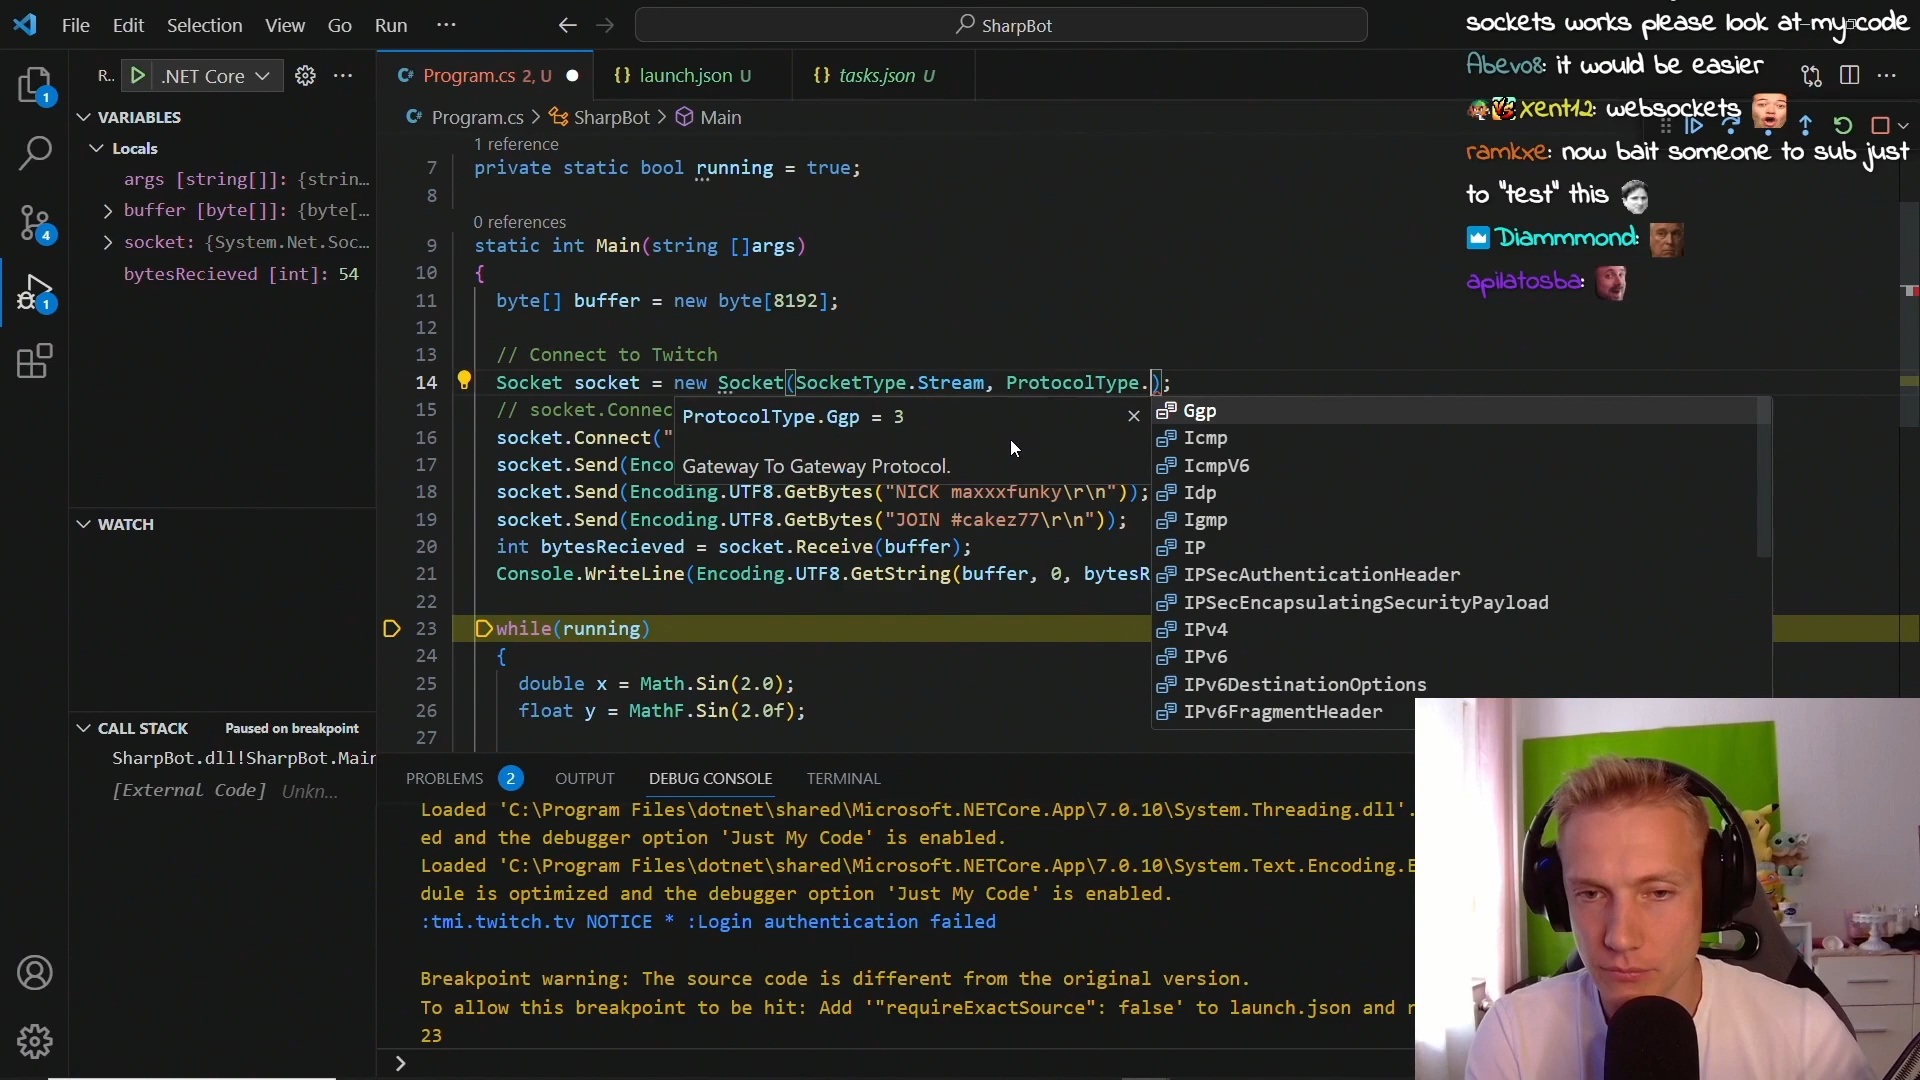 File Edit Selection View Go Run ··· SharpBot
R.. .NET Core ···
Program.cs 2, U
launch.json U
tasks.json U
Program.cs > SharpBot > Main
VARIABLES
Locals
args [string[]]: {strin…
buffer [byte[]]: {byte[…
socket: {System.Net.Soc…
bytesRecieved [int]: 54
WATCH
CALL STACK Paused on breakpoint
SharpBot.dll!SharpBot.Main
[External Code] Unkn…
1
4
1
1 reference
7 private static bool running = true;
8
0 references
9 static int Main(string []args)
10 {
11 byte[] buffer = new byte[8192];
12
13 // Connect to Twitch
14 Socket socket = new Socket(SocketType.Stream, ProtocolType.);
15 // socket.Connec
16 socket.Connect("
17 socket.Send(Enco
18 socket.Send(Encoding.UTF8.GetBytes("NICK maxxxfunky\r\n"));
19 socket.Send(Encoding.UTF8.GetBytes("JOIN #cakez77\r\n"));
20 int bytesRecieved = socket.Receive(buffer);
21 Console.WriteLine(Encoding.UTF8.GetString(buffer, 0, bytesR
22
23 while(running)
24 {
25 double x = Math.Sin(2.0);
26 float y = MathF.Sin(2.0f);
27
ProtocolType.Ggp = 3
Gateway To Gateway Protocol.
Ggp
Icmp
IcmpV6
Idp
Igmp
IP
IPSecAuthenticationHeader
IPSecEncapsulatingSecurityPayload
IPv4
IPv6
IPv6DestinationOptions
IPv6FragmentHeader
PROBLEMS 2 OUTPUT DEBUG CONSOLE TERMINAL
Loaded 'C:\Program Files\dotnet\shared\Microsoft.NETCore.App\7.0.10\System.Threading.dll'.
ed and the debugger option 'Just My Code' is enabled.
Loaded 'C:\Program Files\dotnet\shared\Microsoft.NETCore.App\7.0.10\System.Text.Encoding.E
dule is optimized and the debugger option 'Just My Code' is enabled.
:tmi.twitch.tv NOTICE * :Login authentication failed
Breakpoint warning: The source code is different from the original version.
To allow this breakpoint to be hit: Add '"requireExactSource": false' to launch.json and r
23
sockets works please look at my code
Abevo8: it would be easier
xent12: websockets
ramkxe: now bait someone to sub just
to "test" this
Diammmond:
apilatosba: